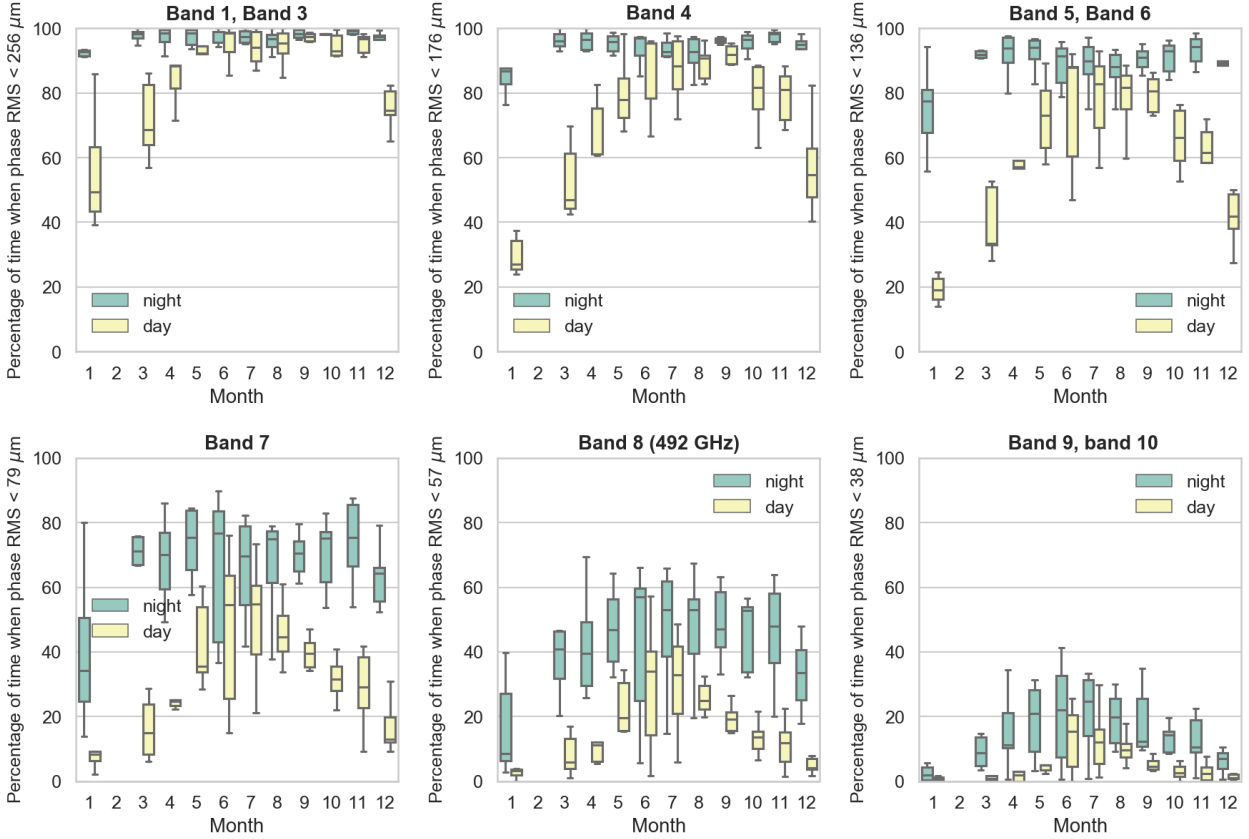 Band 1, Band 3
Percentage of time when phase RMS < 256 μm
100
80
60
40
20
0
night
day
1 2 3 4 5 6 7 8 9 10 11 12
Month
Band 4
Percentage of time when phase RMS < 176 μm
100
80
60
40
20
0
night
day
1 2 3 4 5 6 7 8 9 10 11 12
Month
Band 5, Band 6
Percentage of time when phase RMS < 136 μm
100
80
60
40
20
0
night
day
1 2 3 4 5 6 7 8 9 10 11 12
Month
Band 7
Percentage of time when phase RMS < 79 μm
100
80
60
40
20
0
night
day
1 2 3 4 5 6 7 8 9 10 11 12
Month
Band 8 (492 GHz)
Percentage of time when phase RMS < 57 μm
100
80
60
40
20
0
night
day
1 2 3 4 5 6 7 8 9 10 11 12
Month
Band 9, band 10
Percentage of time when phase RMS < 38 μm
100
80
60
40
20
0
night
day
1 2 3 4 5 6 7 8 9 10 11 12
Month